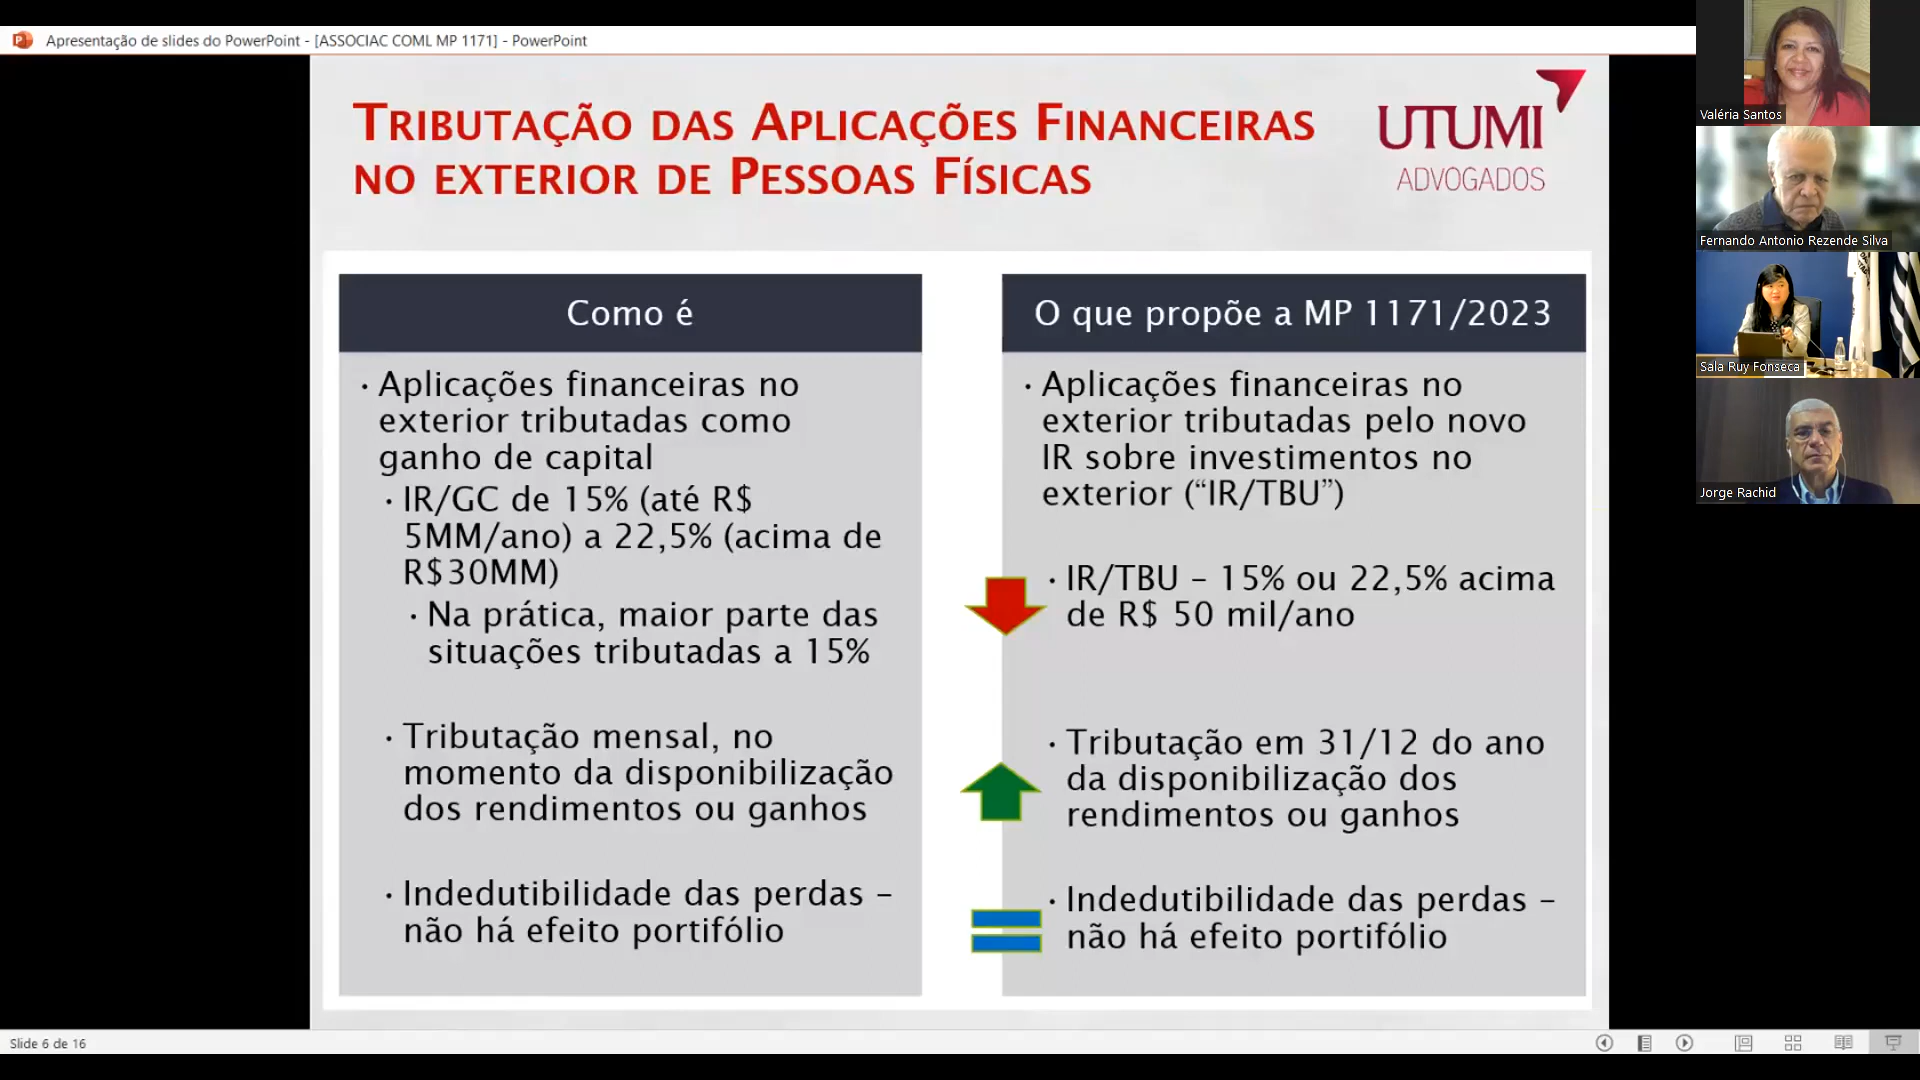 Apresentação de slides do PowerPoint - [ASSOCIAC COML MP 1171] - PowerPoint
Tributação das Aplicações Financeiras
no exterior de Pessoas Físicas
UTUMI
ADVOGADOS
Como é
• Aplicações financeiras no
exterior tributadas como
ganho de capital
• IR/GC de 15% (até R$
5MM/ano) a 22,5% (acima de
R$30MM)
• Na prática, maior parte das
situações tributadas a 15%
• Tributação mensal, no
momento da disponibilização
dos rendimentos ou ganhos
• Indedutibilidade das perdas –
não há efeito portifólio
O que propõe a MP 1171/2023
• Aplicações financeiras no
exterior tributadas pelo novo
IR sobre investimentos no
exterior (“IR/TBU”)
• IR/TBU – 15% ou 22,5% acima
de R$ 50 mil/ano
• Tributação em 31/12 do ano
da disponibilização dos
rendimentos ou ganhos
• Indedutibilidade das perdas –
não há efeito portifólio
Valéria Santos
Fernando Antonio Rezende Silva
Sala Ruy Fonseca
Jorge Rachid
Slide 6 de 16